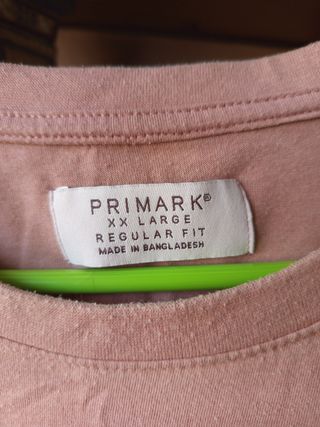 PRIMARK®
XX LARGE
REGULAR FIT
MADE IN BANGLADESH